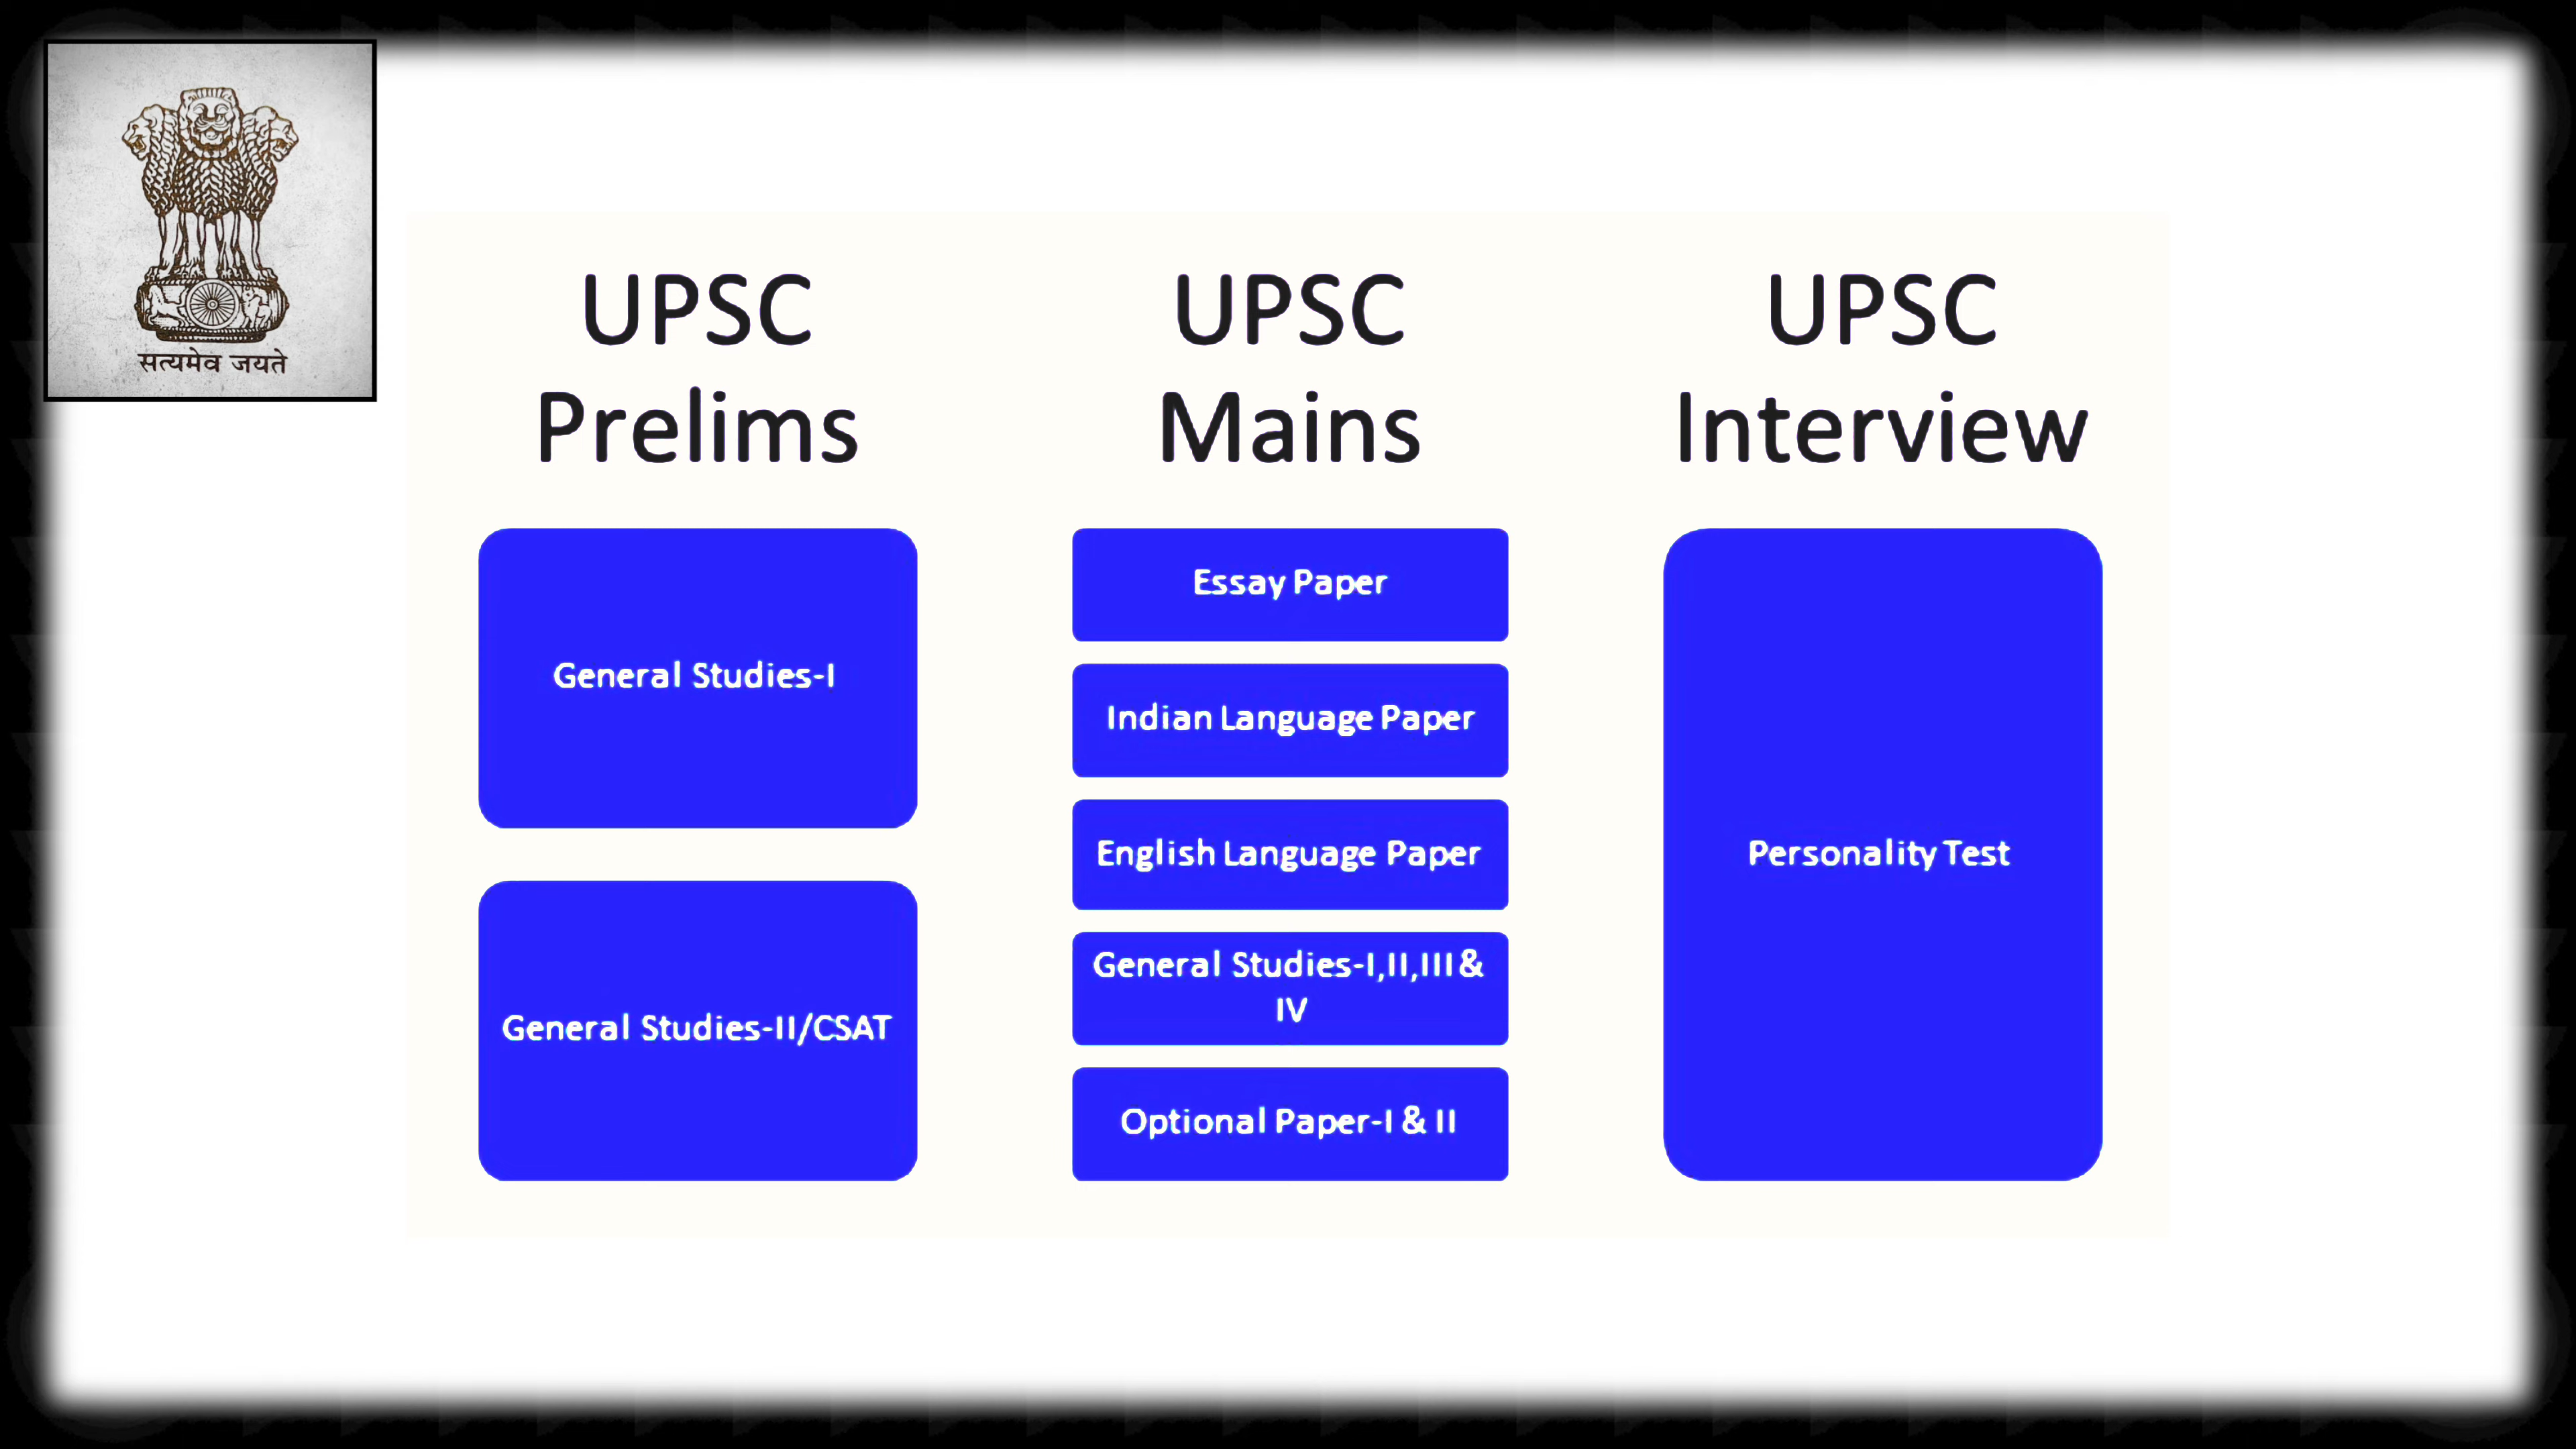 सत्यमेव जयते
UPSC
Prelims
General Studies-I
General Studies-II/CSAT
UPSC
Mains
Essay Paper
Indian Language Paper
English Language Paper
General Studies-I,II,III &
IV
Optional Paper-I & II
UPSC
Interview
Personality Test